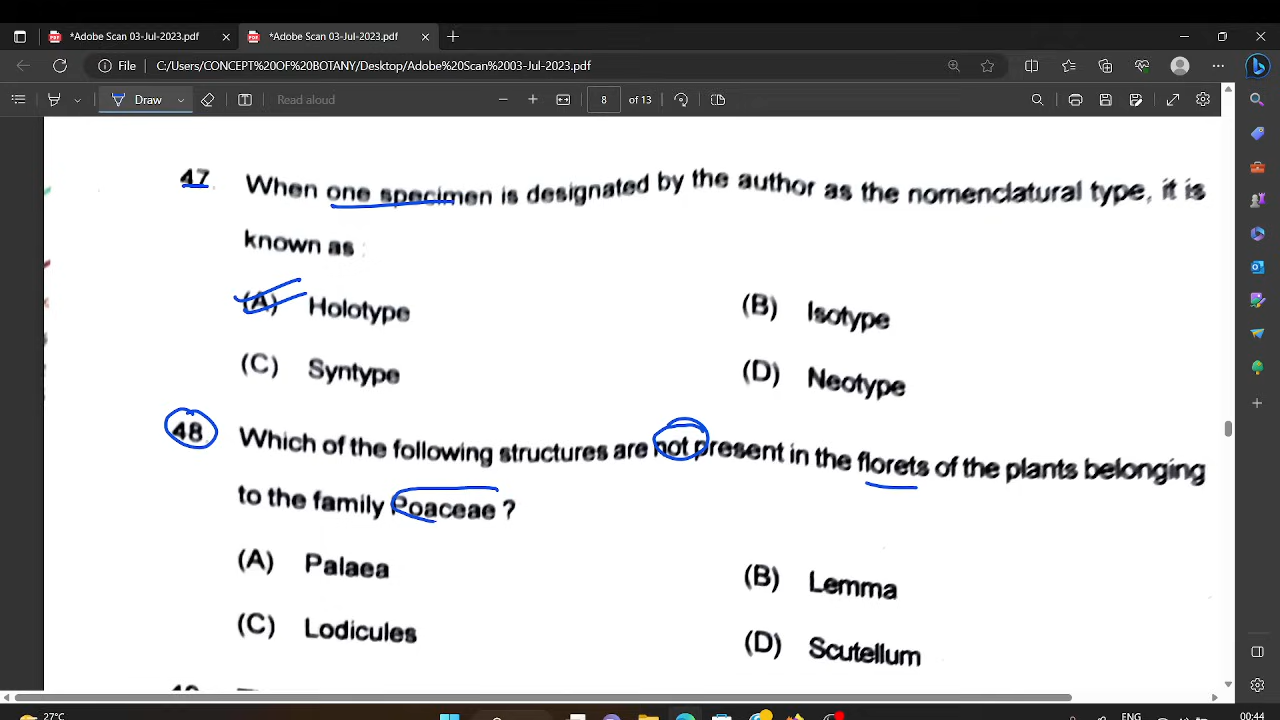 *Adobe Scan 03-Jul-2023.pdf
*Adobe Scan 03-Jul-2023.pdf
File C:/Users/CONCEPT%20OF%20BOTANY/Desktop/Adobe%20Scan%2003-Jul-2023.pdf
Draw Read aloud 8 of 13
47 When one specimen is designated by the author as the nomenclatural type, it is
known as :
(A) Holotype (B) Isotype
(C) Syntype (D) Neotype
48 Which of the following structures are not present in the florets of the plants belonging
to the family Poaceae ?
(A) Palaea (B) Lemma
(C) Lodicules (D) Scutellum
27°C ENG 00:44